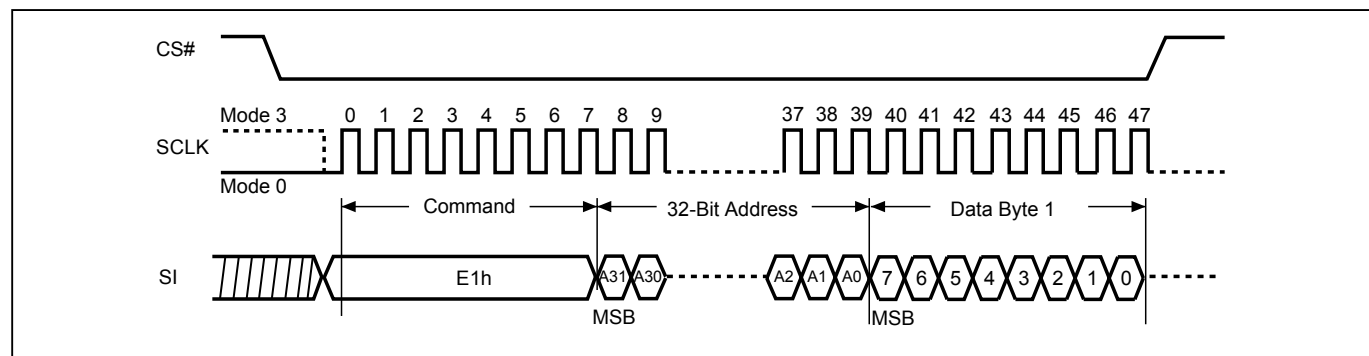 CS#
Mode 3
0 1 2 3 4 5 6 7 8 9 37 38 39 40 41 42 43 44 45 46 47
SCLK
Mode 0
Command 32-Bit Address Data Byte 1
SI E1h A31 A30 A2 A1 A0 7 6 5 4 3 2 1 0
MSB MSB